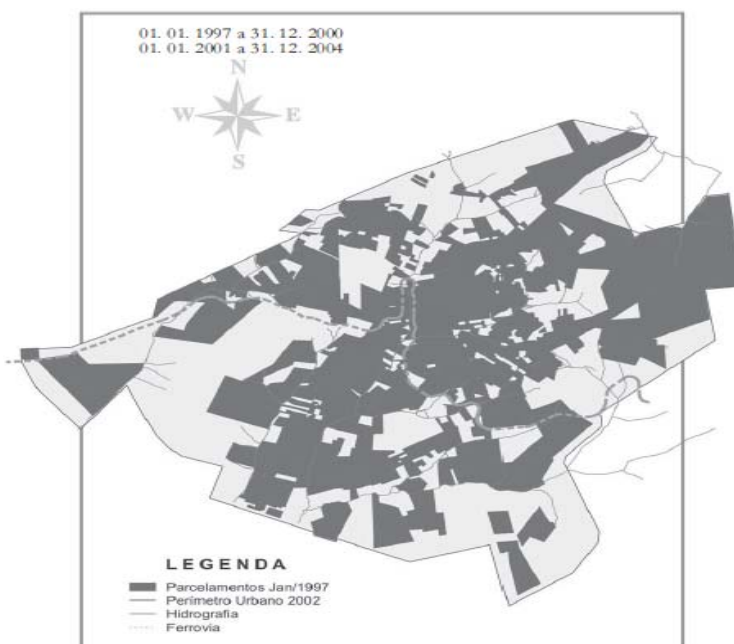 01. 01. 1997 a 31. 12. 2000
01. 01. 2001 a 31. 12. 2004
N
W E
S
LEGENDA
Parcelamentos Jan/1997
Perímetro Urbano 2002
Hidrografia
Ferrovia